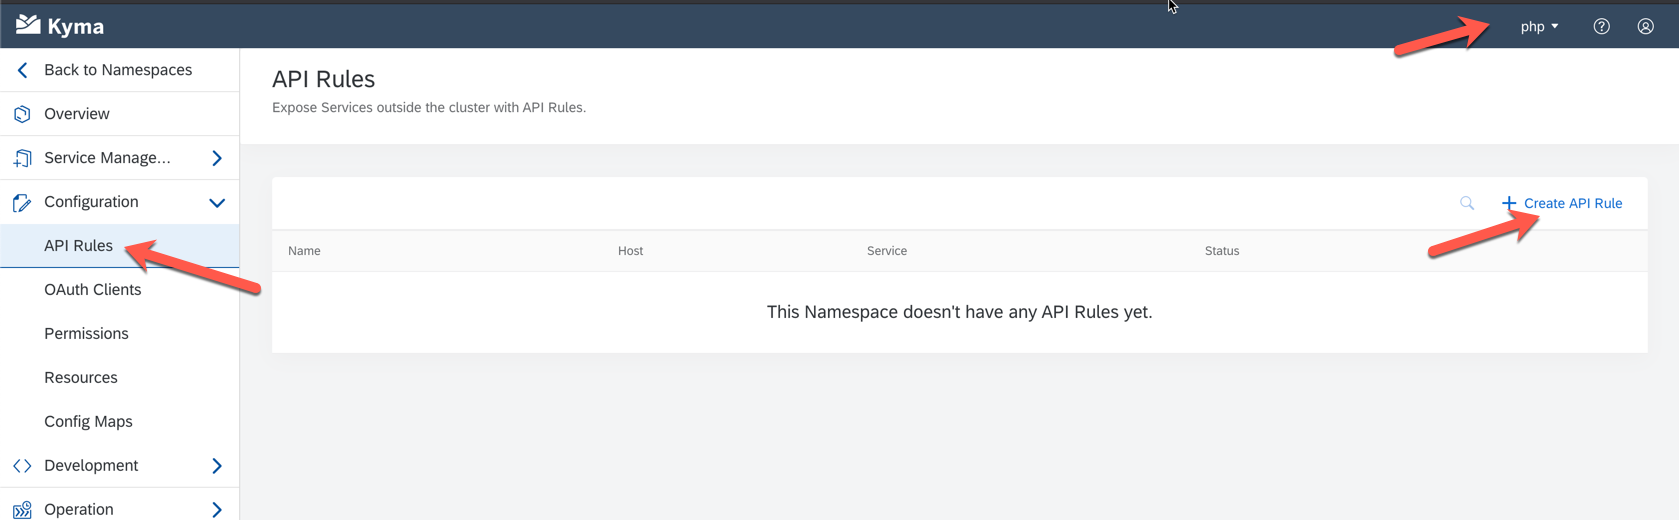 Kyma
php
Back to Namespaces
Overview
Service Manage...
Configuration
API Rules
OAuth Clients
Permissions
Resources
Config Maps
Development
Operation
API Rules
Expose Services outside the cluster with API Rules.
Create API Rule
Name Host Service Status
This Namespace doesn't have any API Rules yet.